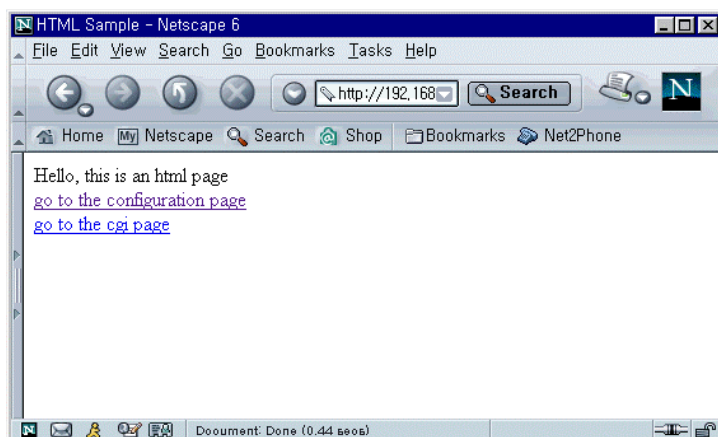 HTML Sample - Netscape 6
File Edit View Search Go Bookmarks Tasks Help
http://192,168 Search N
Home My Netscape Search Shop Bookmarks Net2Phone
Hello, this is an html page
go to the configuration page
go to the cgi page
Document: Done (0.44 secs)